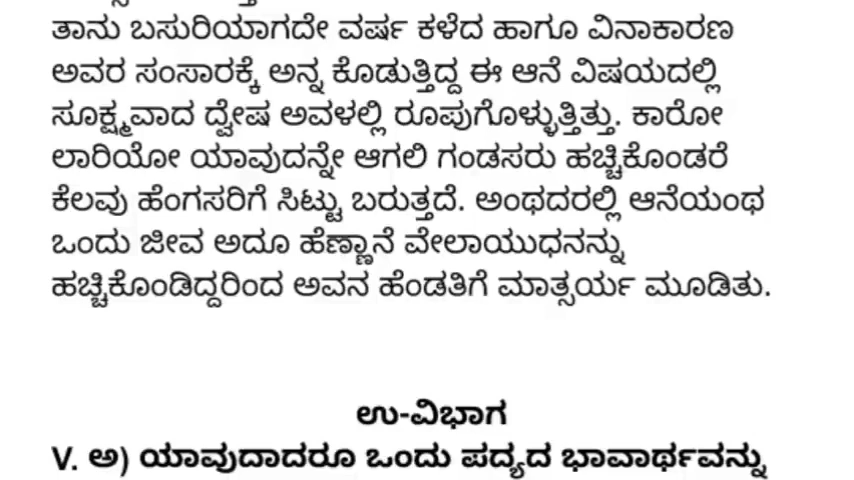 ತಾನು ಬಸುರಿಯಾಗದೇ ವರ್ಷ ಕಳೆದ ಹಾಗೂ ವಿನಾಕಾರಣ
ಅವರ ಸಂಸಾರಕ್ಕೆ ಅನ್ನ ಕೊಡುತ್ತಿದ್ದ ಈ ಆನೆ ವಿಷಯದಲ್ಲಿ
ಸೂಕ್ಷ್ಮವಾದ ದ್ವೇಷ ಅವಳಲ್ಲಿ ರೂಪುಗೊಳ್ಳುತ್ತಿತ್ತು. ಕಾರೋ
ಲಾರಿಯೋ ಯಾವುದನ್ನೇ ಆಗಲಿ ಗಂಡಸರು ಹಚ್ಚಿಕೊಂಡರೆ
ಕೆಲವು ಹೆಂಗಸರಿಗೆ ಸಿಟ್ಟು ಬರುತ್ತದೆ. ಅಂಥದರಲ್ಲಿ ಆನೆಯಂಥ
ಒಂದು ಜೀವ ಅದೂ ಹೆಣ್ಣಾನೆ ವೇಲಾಯುಧನನ್ನು
ಹಚ್ಚಿಕೊಂಡಿದ್ದರಿಂದ ಅವನ ಹೆಂಡತಿಗೆ ಮಾತ್ಸರ್ಯ ಮೂಡಿತು.
ಉ-ವಿಭಾಗ
V. ಅ) ಯಾವುದಾದರೂ ಒಂದು ಪದ್ಯದ ಭಾವಾರ್ಥವನ್ನು